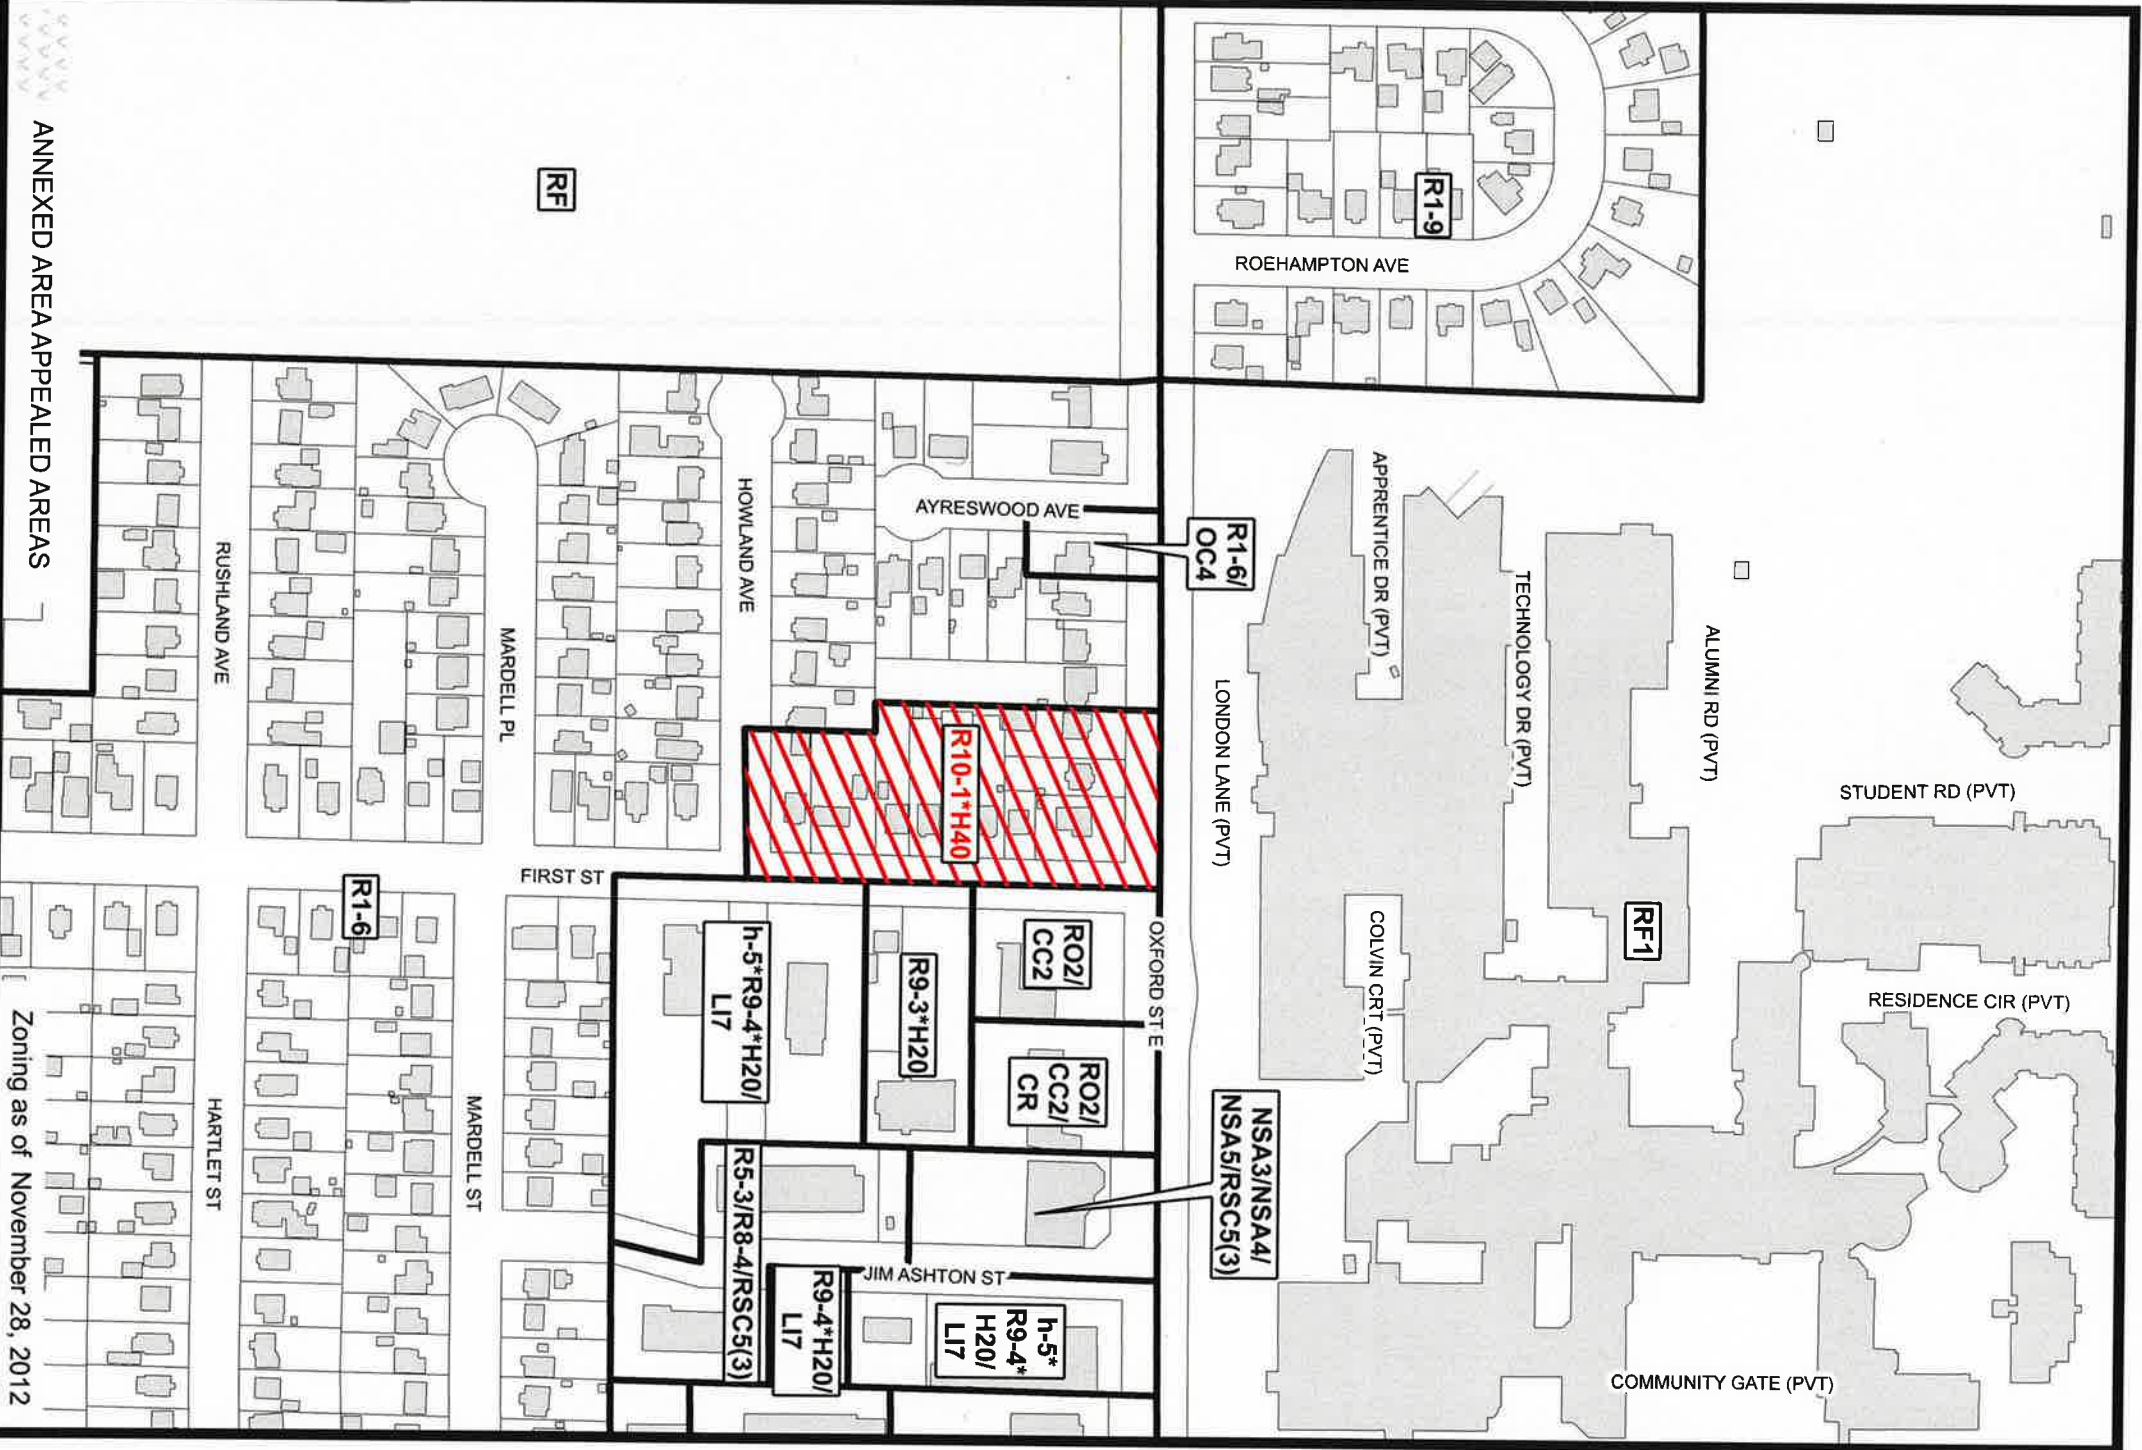 ANNEXED AREA APPEALED AREAS
Zoning as of November 28, 2012
RF
R1-9
ROEHAMPTON AVE
APPRENTICE DR (PVT)
TECHNOLOGY DR (PVT)
ALUMNI RD (PVT)
STUDENT RD (PVT)
RESIDENCE CIR (PVT)
RF1
COLVIN CRT (PVT)
COMMUNITY GATE (PVT)
LONDON LANE (PVT)
OXFORD ST E
R1-6/
OC4
AYRESWOOD AVE
HOWLAND AVE
MARDELL PL
RUSHLAND AVE
R10-1*H40
FIRST ST
R1-6
RO2/
CC2
RO2/
CC2/
CR
R9-3*H20
h-5*R9-4*H20/
LI7
NSA3/NSA4/
NSA5/RSC5(3)
R5-3/R8-4/RSC5(3)
JIM ASHTON ST
R9-4*H20/
LI7
h-5*
R9-4*
H20/
LI7
MARDELL ST
HARTLET ST